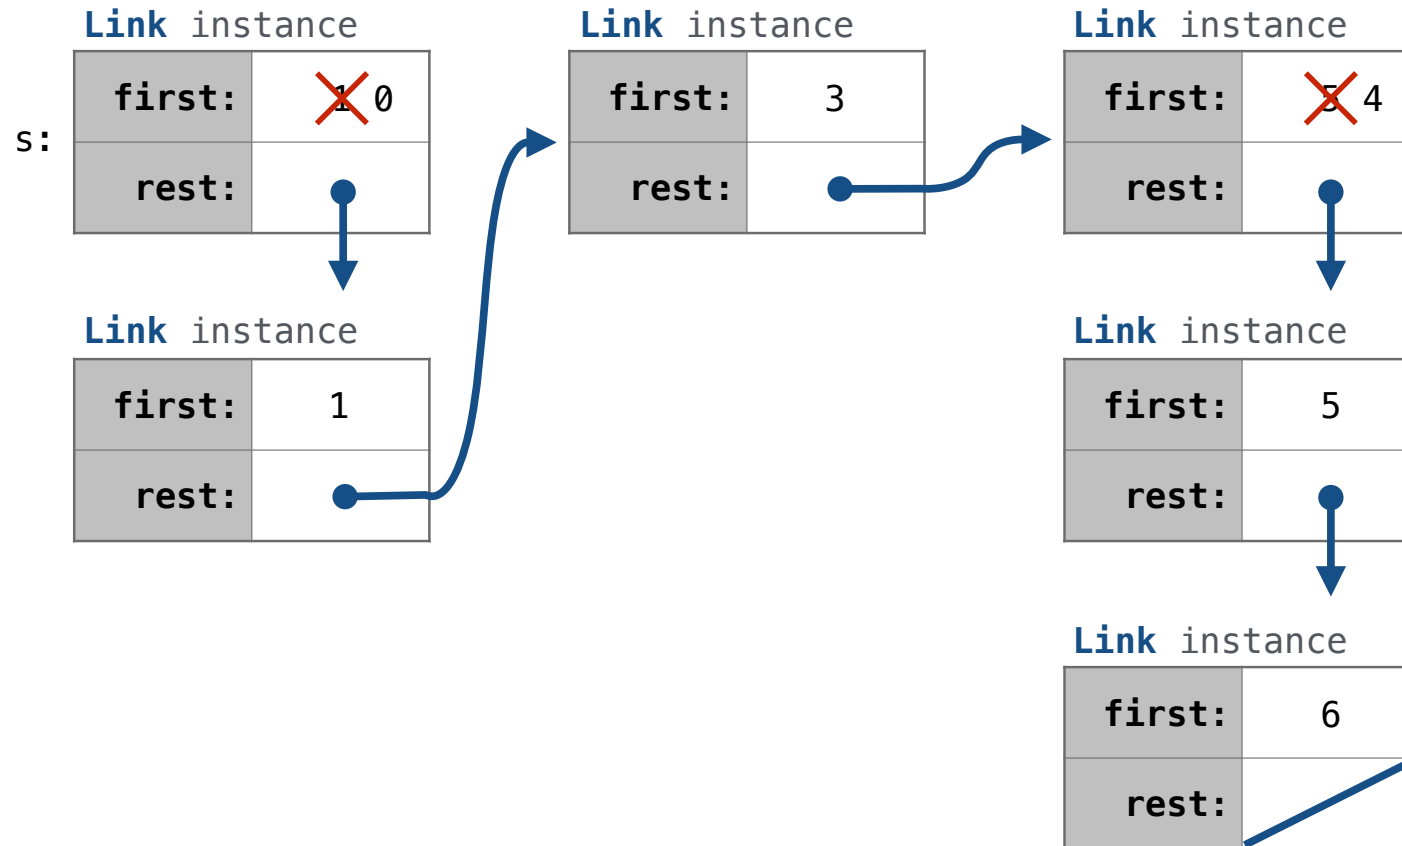 Link instance
first: 1 0
s:
rest:
Link instance
first: 3
rest:
Link instance
first: 5 4
rest:
Link instance
first: 1
rest:
Link instance
first: 5
rest:
Link instance
first: 6
rest: